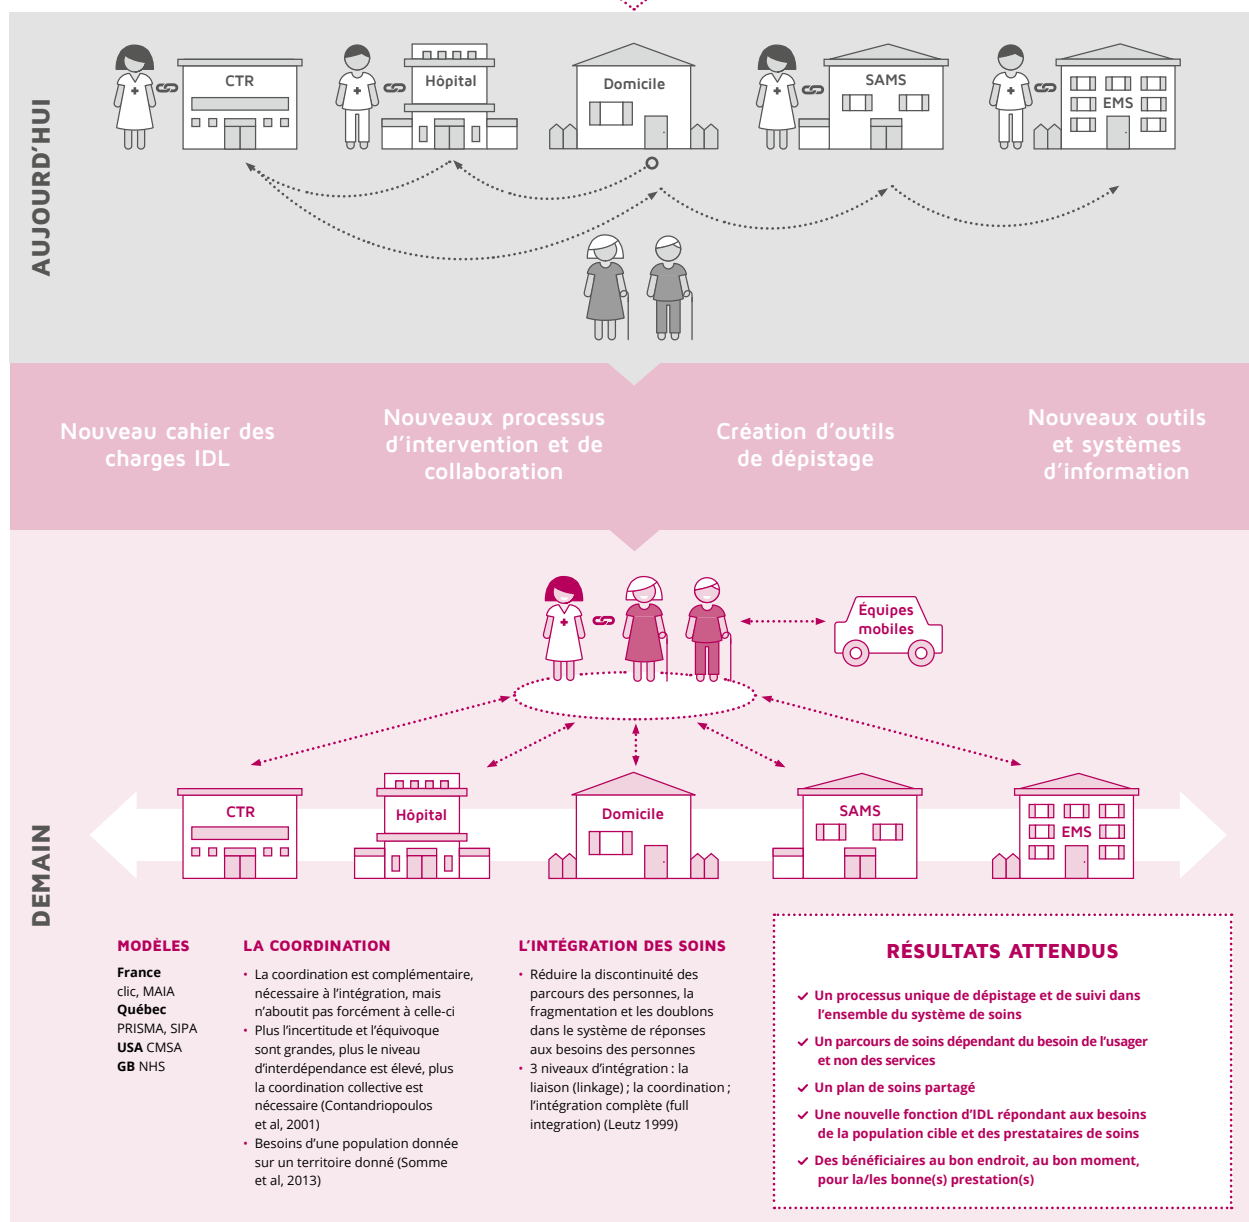 AUJOURD'HUI
CTR
Hôpital
Domicile
SAMS
EMS
Nouveau cahier des
charges IDL
Nouveaux processus
d'intervention et de
collaboration
Création d'outils
de dépistage
Nouveaux outils
et systèmes
d'information
Équipes
mobiles
DEMAIN
CTR
Hôpital
Domicile
SAMS
EMS
MODÈLES
France
clic, MAIA
Québec
PRISMA, SIPA
USA CMSA
GB NHS
LA COORDINATION
• La coordination est complémentaire,
nécessaire à l'intégration, mais
n'aboutit pas forcément à celle-ci
• Plus l'incertitude et l'équivoque
sont grandes, plus le niveau
d'interdépendance est élevé, plus
la coordination collective est
nécessaire (Contandriopoulos
et al, 2001)
• Besoins d'une population donnée
sur un territoire donné (Somme
et al, 2013)
L'INTÉGRATION DES SOINS
• Réduire la discontinuité des
parcours des personnes, la
fragmentation et les doublons
dans le système de réponses
aux besoins des personnes
• 3 niveaux d'intégration : la
liaison (linkage) ; la coordination ;
l'intégration complète (full
integration) (Leutz 1999)
RÉSULTATS ATTENDUS
✓ Un processus unique de dépistage et de suivi dans
l'ensemble du système de soins
✓ Un parcours de soins dépendant du besoin de l'usager
et non des services
✓ Un plan de soins partagé
✓ Une nouvelle fonction d'IDL répondant aux besoins
de la population cible et des prestataires de soins
✓ Des bénéficiaires au bon endroit, au bon moment,
pour la/les bonne(s) prestation(s)